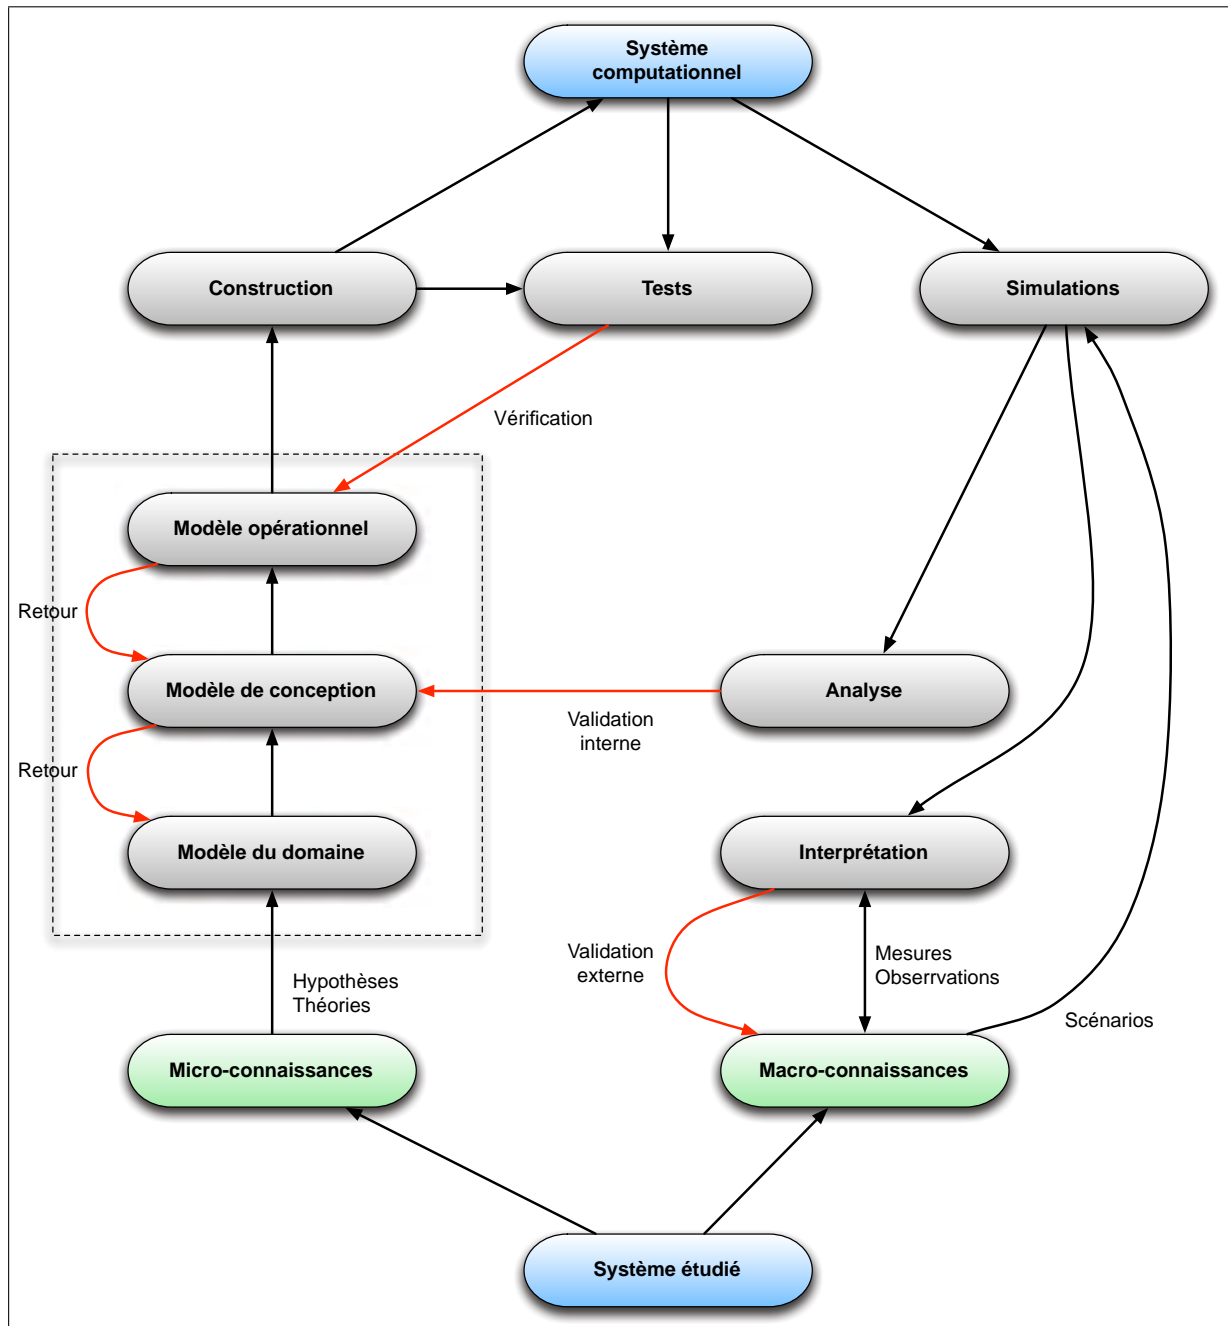 Système
computationnel
Construction
Tests
Simulations
Vérification
Modèle opérationnel
Retour
Modèle de conception
Analyse
Validation
interne
Retour
Modèle du domaine
Interprétation
Validation
externe
Mesures
Obserrvations
Hypothèses
Théories
Scénarios
Micro-connaissances
Macro-connaissances
Système étudié